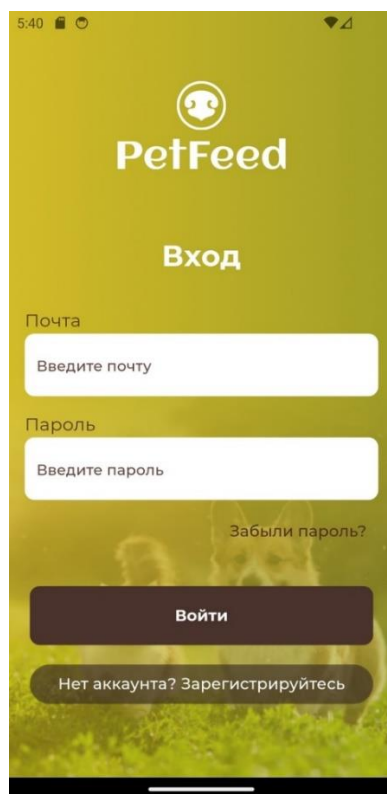 5:40
PetFeed
Вход
Почта
Введите почту
Пароль
Введите пароль
Забыли пароль?
Войти
Нет аккаунта? Зарегистрируйтесь